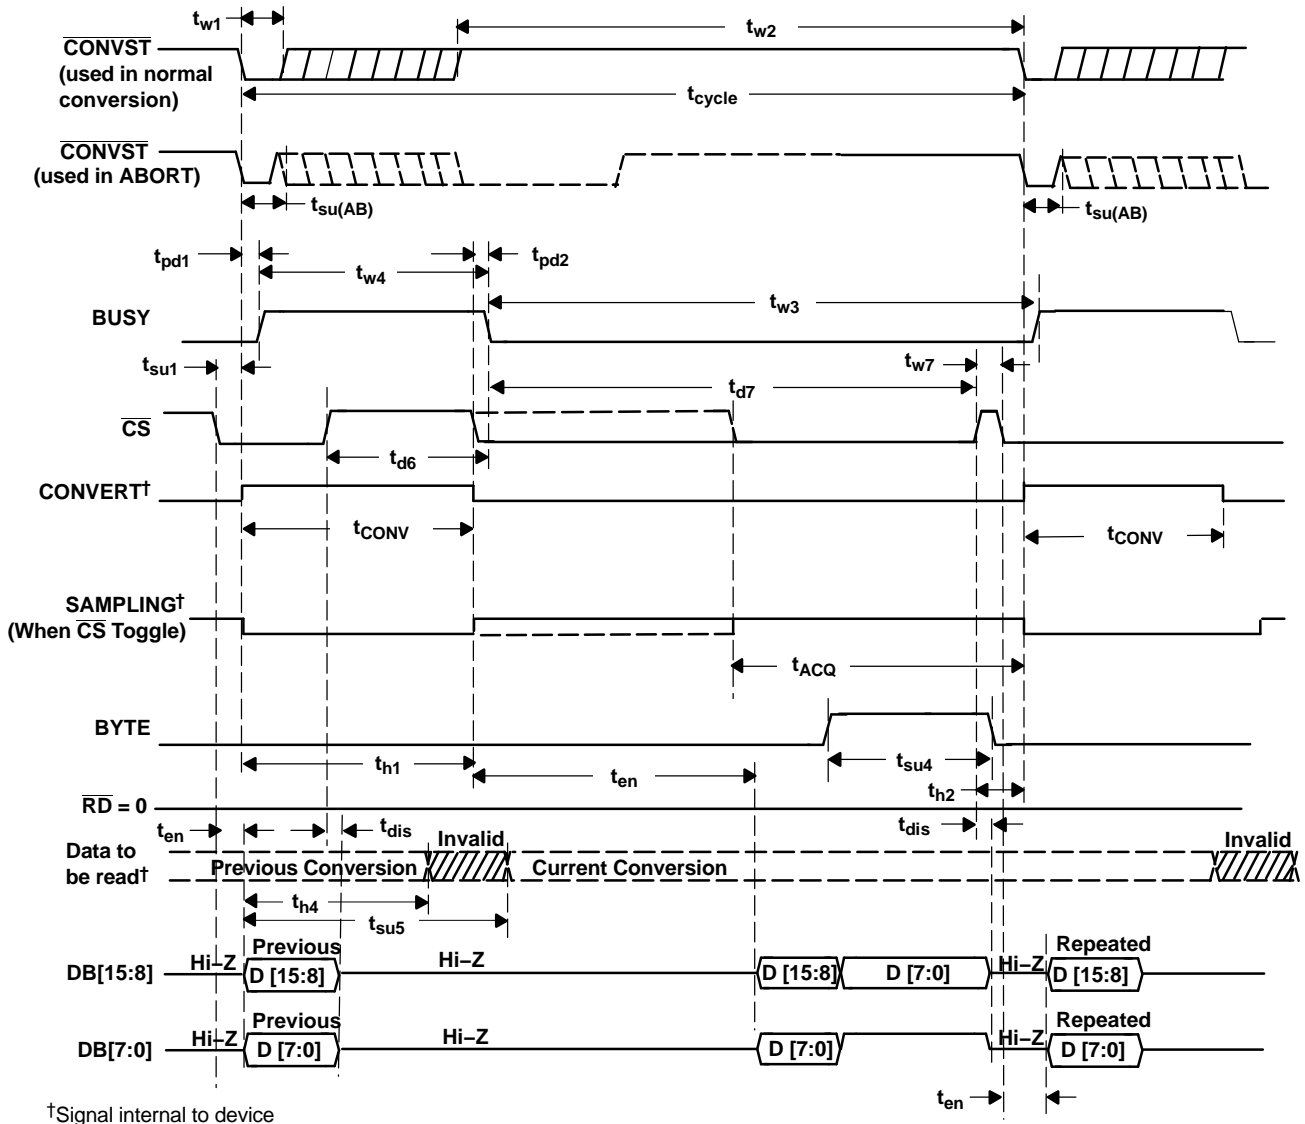 tw1
tw2
CONVST
(used in normal
conversion)
tcycle
CONVST
(used in ABORT)
tsu(AB)
tsu(AB)
tpd1
tw4
tpd2
tw3
BUSY
tsu1
tw7
td7
CS
td6
CONVERT†
tCONV
tCONV
SAMPLING†
(When CS Toggle)
tACQ
BYTE
th1
ten
tsu4
th2
RD = 0
ten
tdis
tdis
Invalid
Invalid
Data to
be read†
Previous Conversion
Current Conversion
th4
tsu5
Previous
Repeated
DB[15:8]
Hi–Z
D [15:8]
Hi–Z
D [15:8]
D [7:0]
Hi–Z
D [15:8]
Previous
Repeated
DB[7:0]
Hi–Z
D [7:0]
Hi–Z
D [7:0]
Hi–Z
D [7:0]
ten
†Signal internal to device